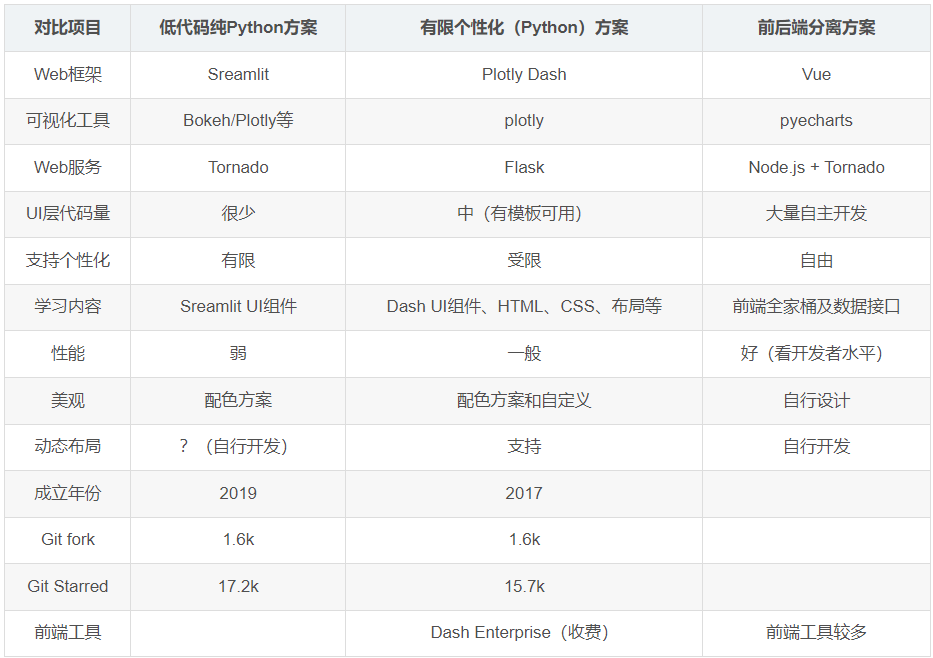 对比项目 低代码纯Python方案 有限个性化（Python）方案 前后端分离方案
Web框架 Sreamlit Plotly Dash Vue
可视化工具 Bokeh/Plotly等 plotly pyecharts
Web服务 Tornado Flask Node.js + Tornado
UI层代码量 很少 中（有模板可用） 大量自主开发
支持个性化 有限 受限 自由
学习内容 Sreamlit UI组件 Dash UI组件、HTML、CSS、布局等 前端全家桶及数据接口
性能 弱 一般 好（看开发者水平）
美观 配色方案 配色方案和自定义 自行设计
动态布局 ？（自行开发） 支持 自行开发
成立年份 2019 2017
Git fork 1.6k 1.6k
Git Starred 17.2k 15.7k
前端工具 Dash Enterprise（收费） 前端工具较多